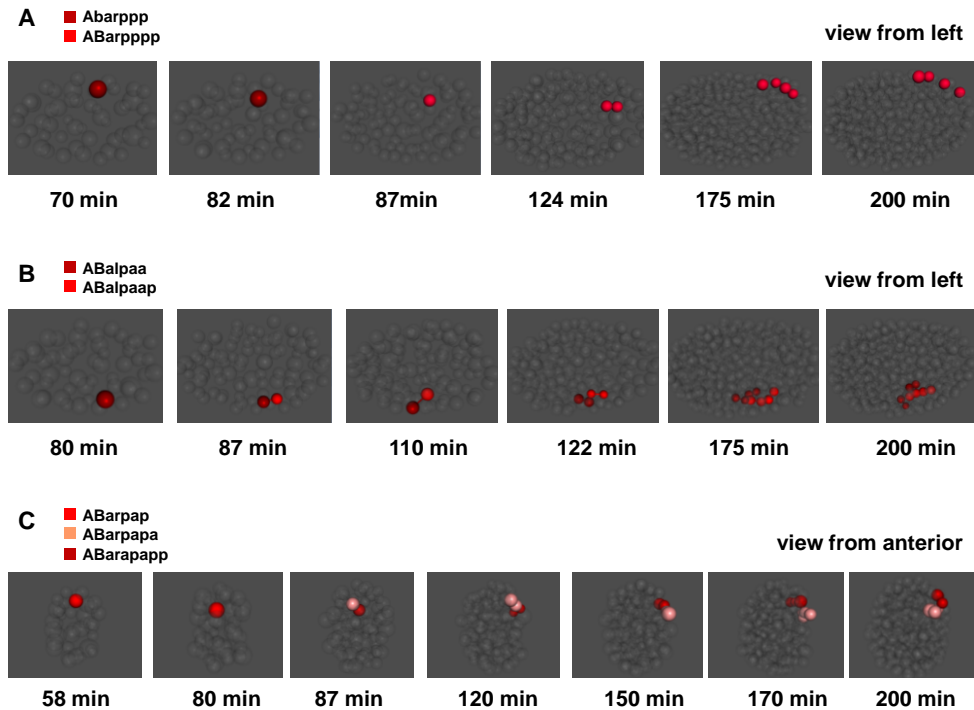 A
Abarppp
ABarpppp
view from left
70 min
82 min
87min
124 min
175 min
200 min
B
ABalpaa
ABalpaap
view from left
80 min
87 min
110 min
122 min
175 min
200 min
C
ABarpap
ABarpapa
ABarapapp
view from anterior
58 min
80 min
87 min
120 min
150 min
170 min
200 min